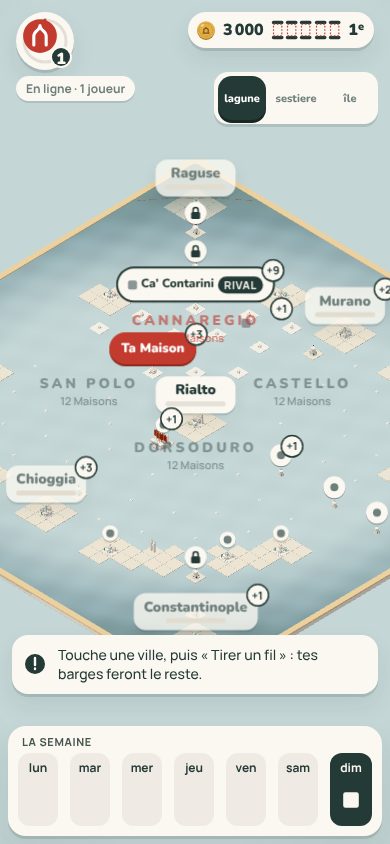 1
3 000
1e
En ligne · 1 joueur
lagune
sestiere
île
Raguse
+9
Ca' Contarini RIVAL
+2
+1
Murano
CANNAREGIO
+3
Ta Maison
SAN POLO
12 Maisons
Rialto
CASTELLO
12 Maisons
+1
DORSODURO
12 Maisons
+1
+3
Chioggia
+1
Constantinople
Touche une ville, puis « Tirer un fil » : tes
barges feront le reste.
LA SEMAINE
lun
mar
mer
jeu
ven
sam
dim